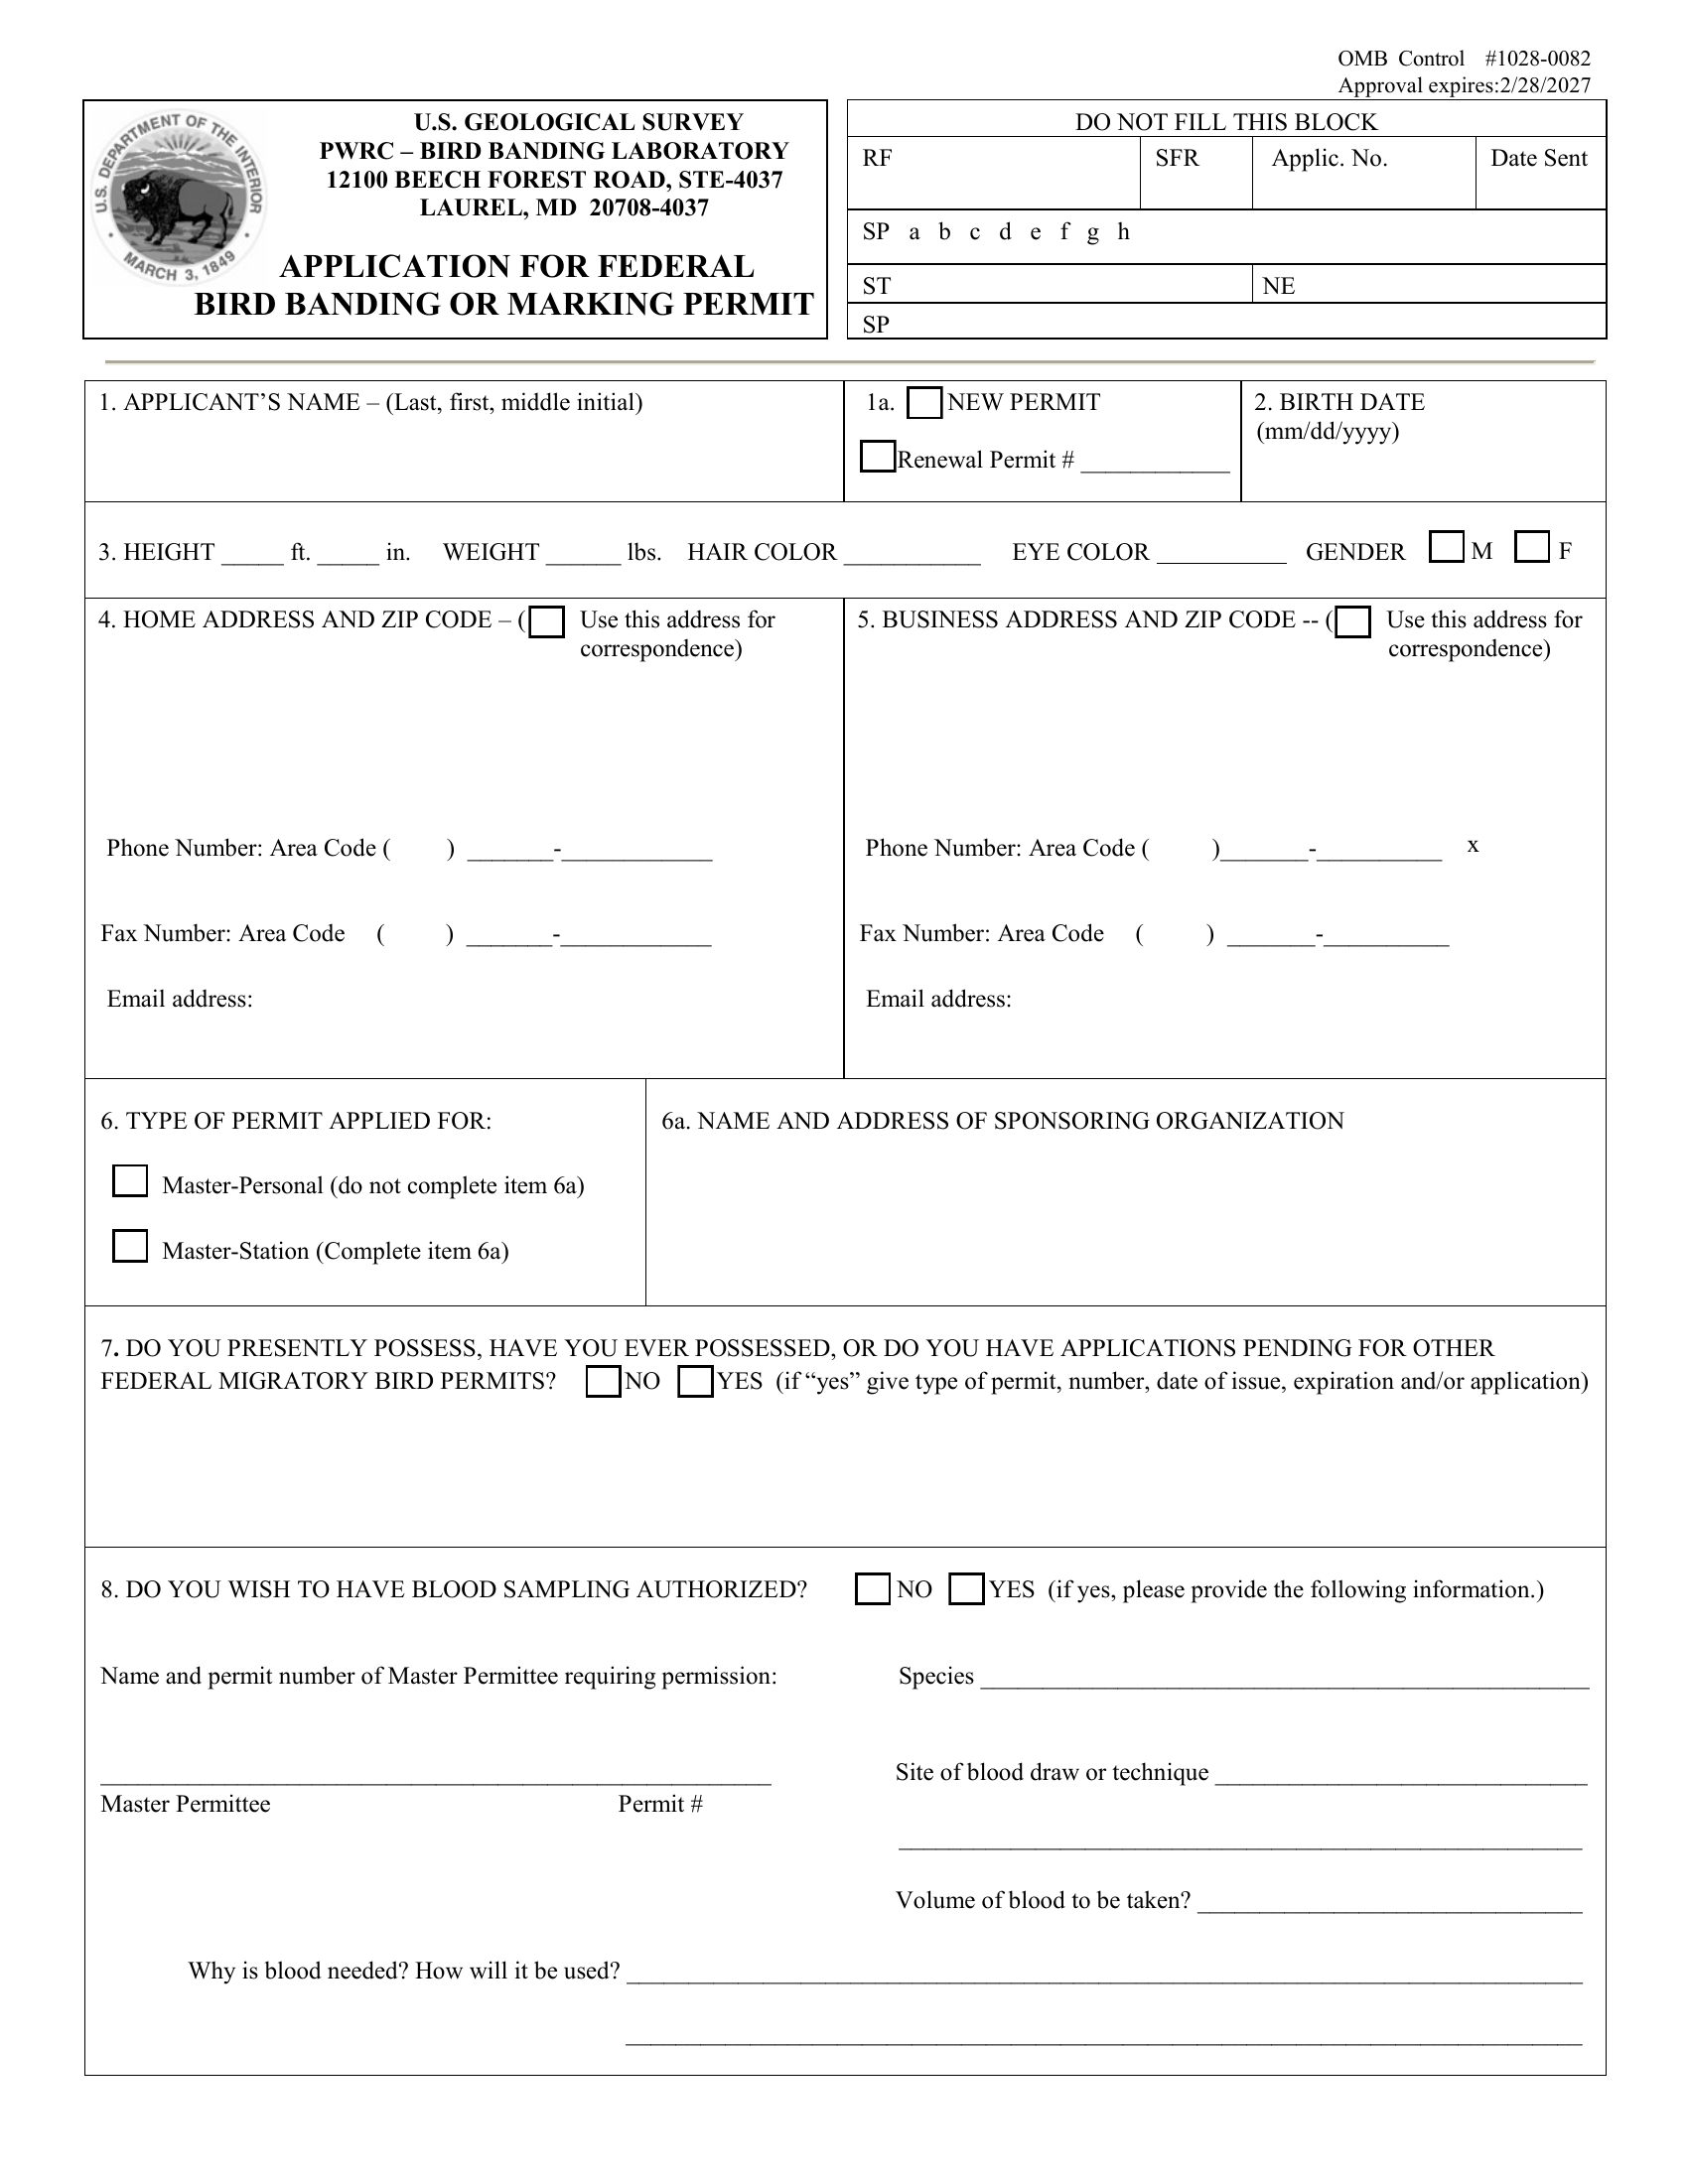 OMB Control #1028-0082
Approval expires:2/28/2027
U.S. DEPARTMENT OF THE INTERIOR
MARCH 3, 1849
U.S. GEOLOGICAL SURVEY
PWRC – BIRD BANDING LABORATORY
12100 BEECH FOREST ROAD, STE-4037
LAUREL, MD 20708-4037
APPLICATION FOR FEDERAL
BIRD BANDING OR MARKING PERMIT
DO NOT FILL THIS BLOCK
RF SFR Applic. No. Date Sent
SP a b c d e f g h
ST NE
SP
1. APPLICANT’S NAME – (Last, first, middle initial)
1a. NEW PERMIT
Renewal Permit # ____________
2. BIRTH DATE
(mm/dd/yyyy)
3. HEIGHT _____ ft. _____ in. WEIGHT ______ lbs. HAIR COLOR ___________ EYE COLOR __________ GENDER M F
4. HOME ADDRESS AND ZIP CODE – ( Use this address for
correspondence)
Phone Number: Area Code ( ) _______-____________
Fax Number: Area Code ( ) _______-____________
Email address:
5. BUSINESS ADDRESS AND ZIP CODE -- ( Use this address for
correspondence)
Phone Number: Area Code ( )_______-__________ x
Fax Number: Area Code ( ) _______-__________
Email address:
6. TYPE OF PERMIT APPLIED FOR:
Master-Personal (do not complete item 6a)
Master-Station (Complete item 6a)
6a. NAME AND ADDRESS OF SPONSORING ORGANIZATION
7. DO YOU PRESENTLY POSSESS, HAVE YOU EVER POSSESSED, OR DO YOU HAVE APPLICATIONS PENDING FOR OTHER
FEDERAL MIGRATORY BIRD PERMITS? NO YES (if “yes” give type of permit, number, date of issue, expiration and/or application)
8. DO YOU WISH TO HAVE BLOOD SAMPLING AUTHORIZED? NO YES (if yes, please provide the following information.)
Name and permit number of Master Permittee requiring permission:
Species ____________________
Master Permittee Permit #
Site of blood draw or technique ____________________
Volume of blood to be taken? ____________________
Why is blood needed? How will it be used? ____________________